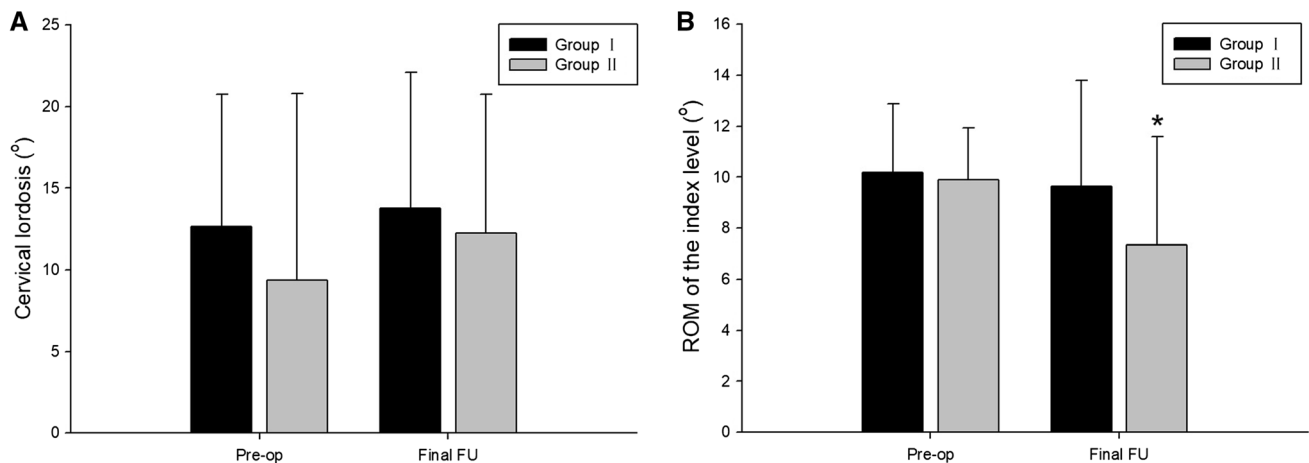 A
Cervical lordosis (°)
25
20
15
10
5
0
Group I
Group II
Pre-op
Final FU
B
ROM of the index level (°)
16
14
12
10
8
6
4
2
0
Group I
Group II
*
Pre-op
Final FU